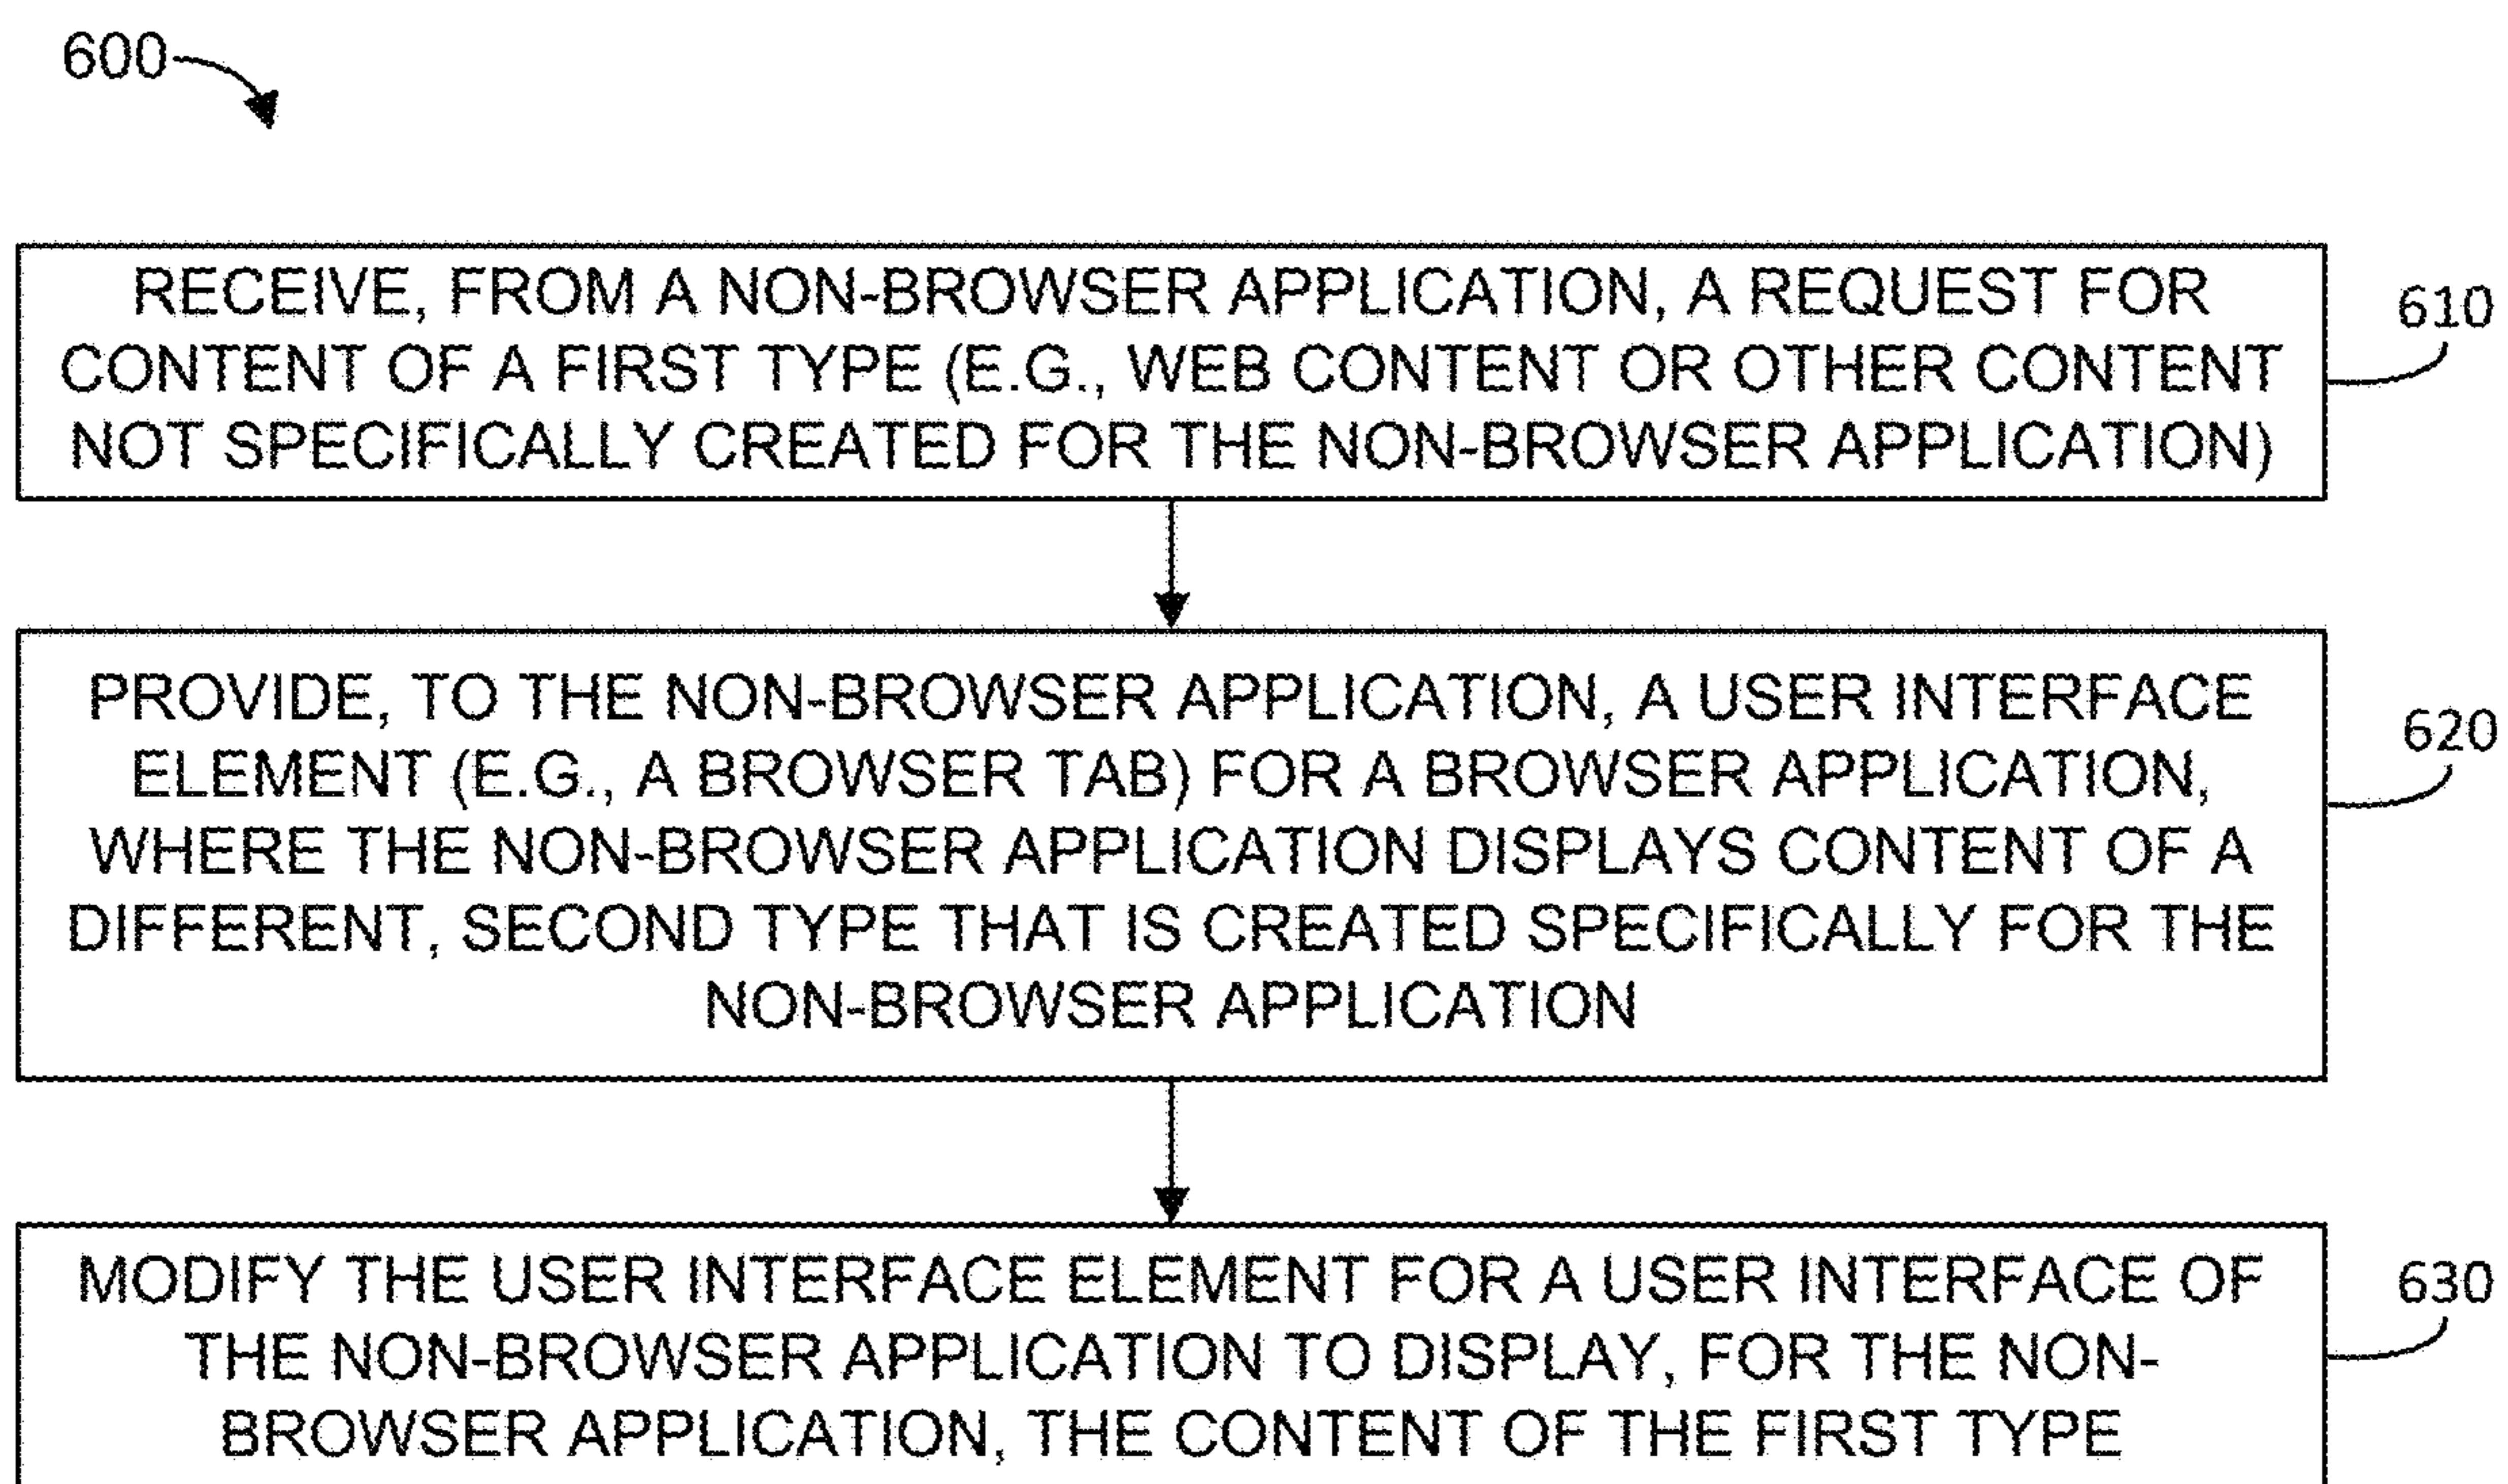 600
RECEIVE, FROM A NON-BROWSER APPLICATION, A REQUEST FOR
CONTENT OF A FIRST TYPE (E.G., WEB CONTENT OR OTHER CONTENT
NOT SPECIFICALLY CREATED FOR THE NON-BROWSER APPLICATION)
610
PROVIDE, TO THE NON-BROWSER APPLICATION, A USER INTERFACE
ELEMENT (E.G., A BROWSER TAB) FOR A BROWSER APPLICATION,
WHERE THE NON-BROWSER APPLICATION DISPLAYS CONTENT OF A
DIFFERENT, SECOND TYPE THAT IS CREATED SPECIFICALLY FOR THE
NON-BROWSER APPLICATION
620
MODIFY THE USER INTERFACE ELEMENT FOR A USER INTERFACE OF
THE NON-BROWSER APPLICATION TO DISPLAY, FOR THE NON-
BROWSER APPLICATION, THE CONTENT OF THE FIRST TYPE
630